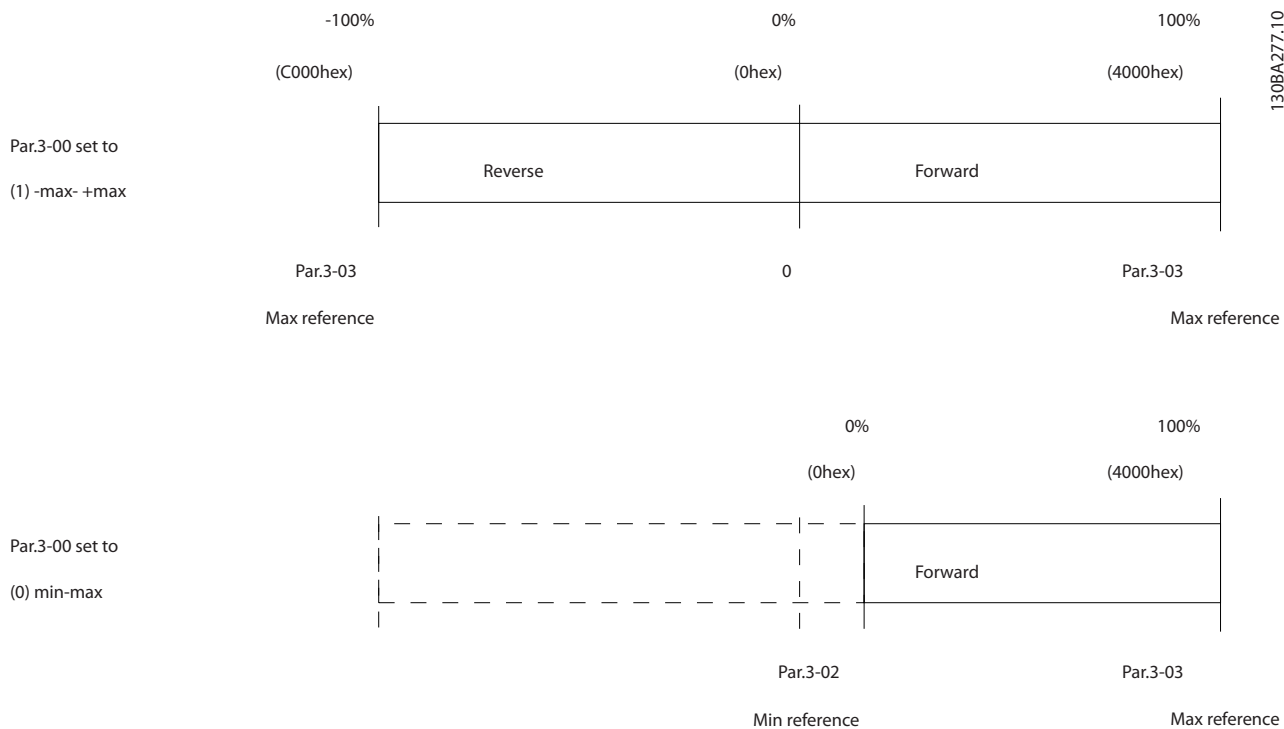 -100% 0% 100%
(C000hex) (0hex) (4000hex)
130BA277.10
Par.3-00 set to
(1) -max- +max
Reverse Forward
Par.3-03 0 Par.3-03
Max reference Max reference
0% 100%
(0hex) (4000hex)
Par.3-00 set to
(0) min-max
Forward
Par.3-02 Par.3-03
Min reference Max reference